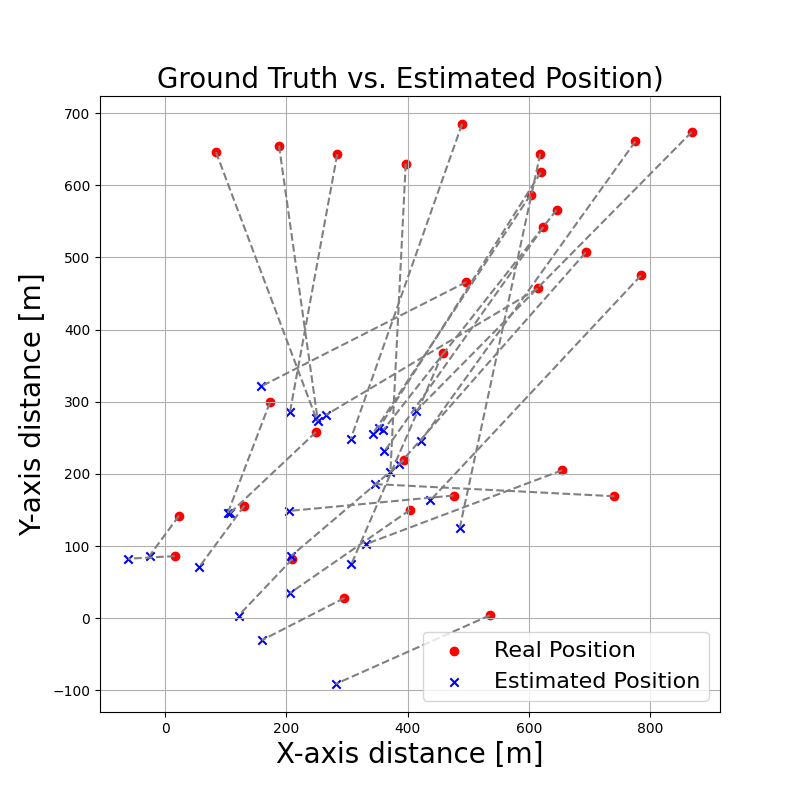 Ground Truth vs. Estimated Position)
700
600
500
400
300
200
100
0
−100
0 200 400 600 800
Y-axis distance [m]
X-axis distance [m]
Real Position
Estimated Position